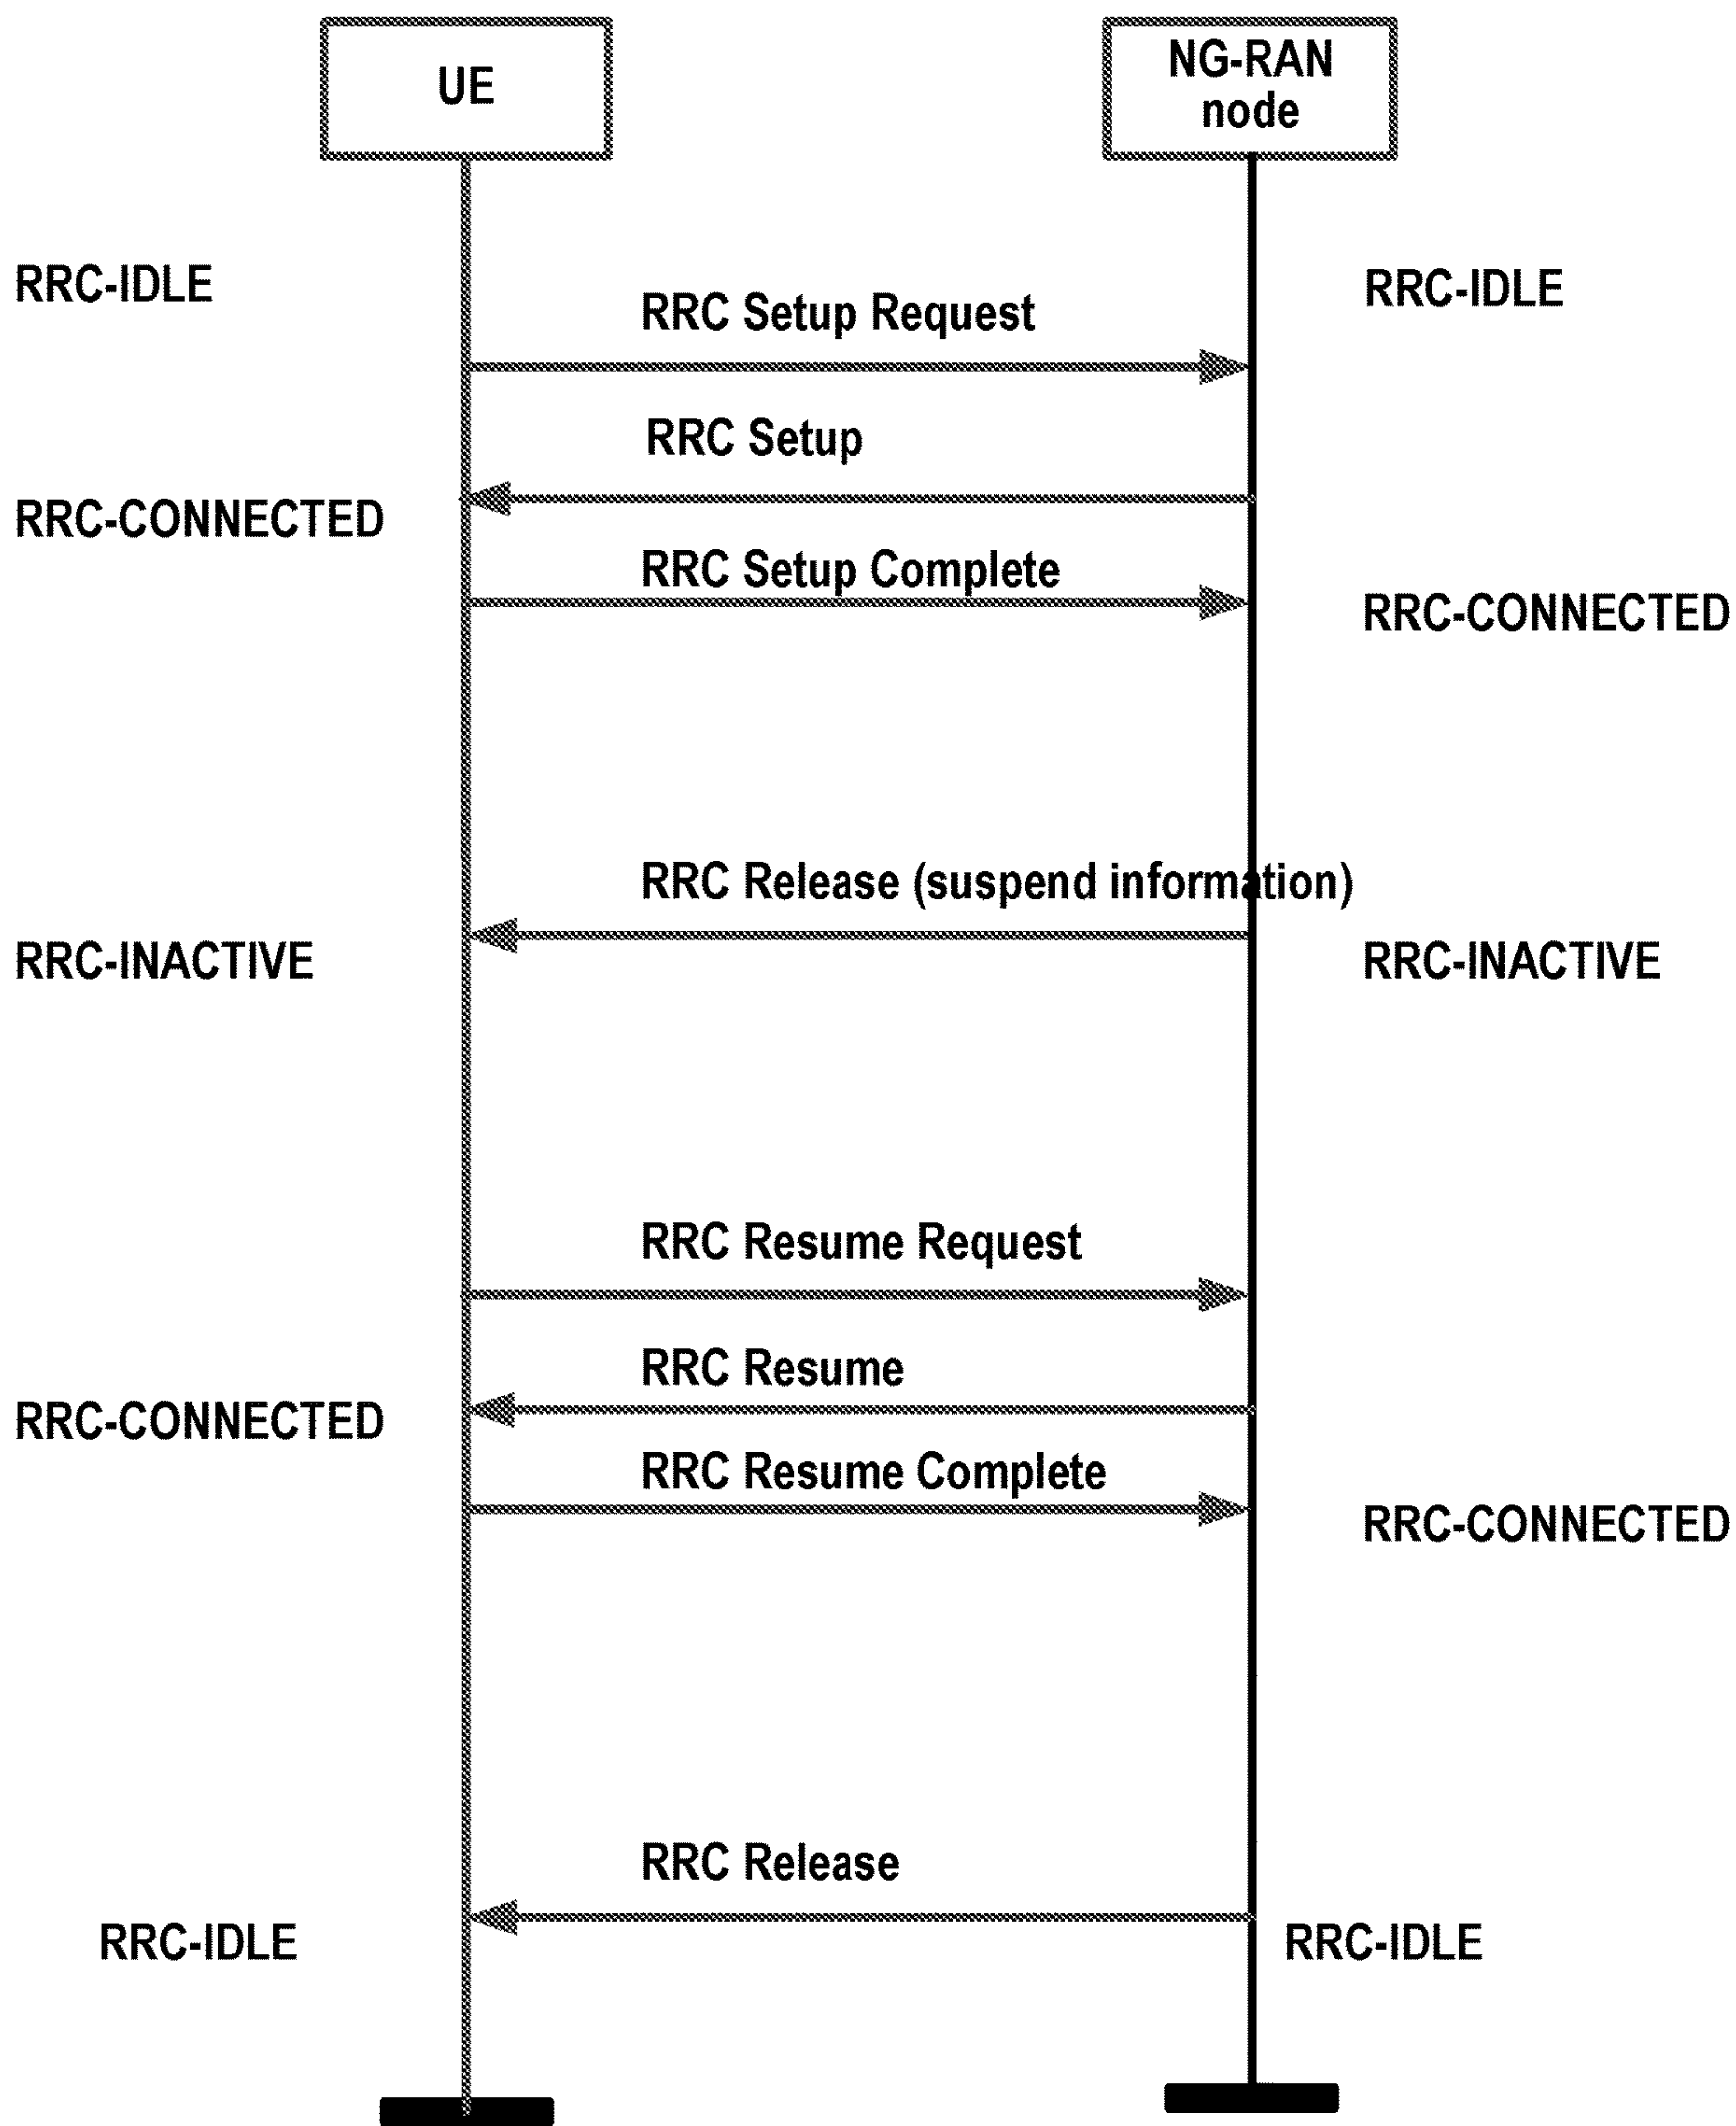 UE
NG-RAN
node
RRC-IDLE
RRC-IDLE
RRC Setup Request
RRC Setup
RRC-CONNECTED
RRC Setup Complete
RRC-CONNECTED
RRC Release (suspend information)
RRC-INACTIVE
RRC-INACTIVE
RRC Resume Request
RRC Resume
RRC-CONNECTED
RRC Resume Complete
RRC-CONNECTED
RRC Release
RRC-IDLE
RRC-IDLE